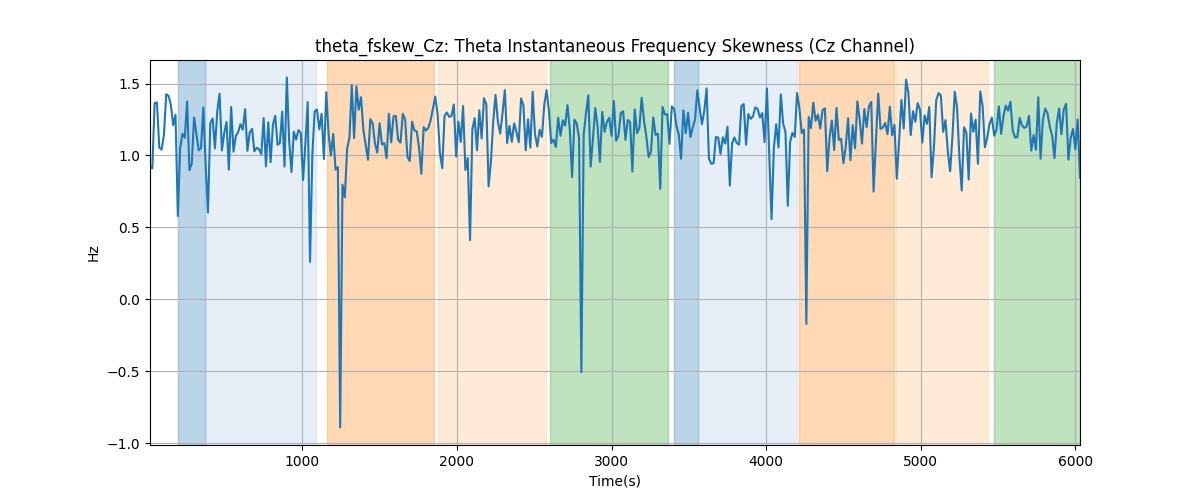 theta_fskew_Cz: Theta Instantaneous Frequency Skewness (Cz Channel)
1.5
1.0
0.5
0.0
−0.5
−1.0
Hz
1000 2000 3000 4000 5000 6000
Time(s)